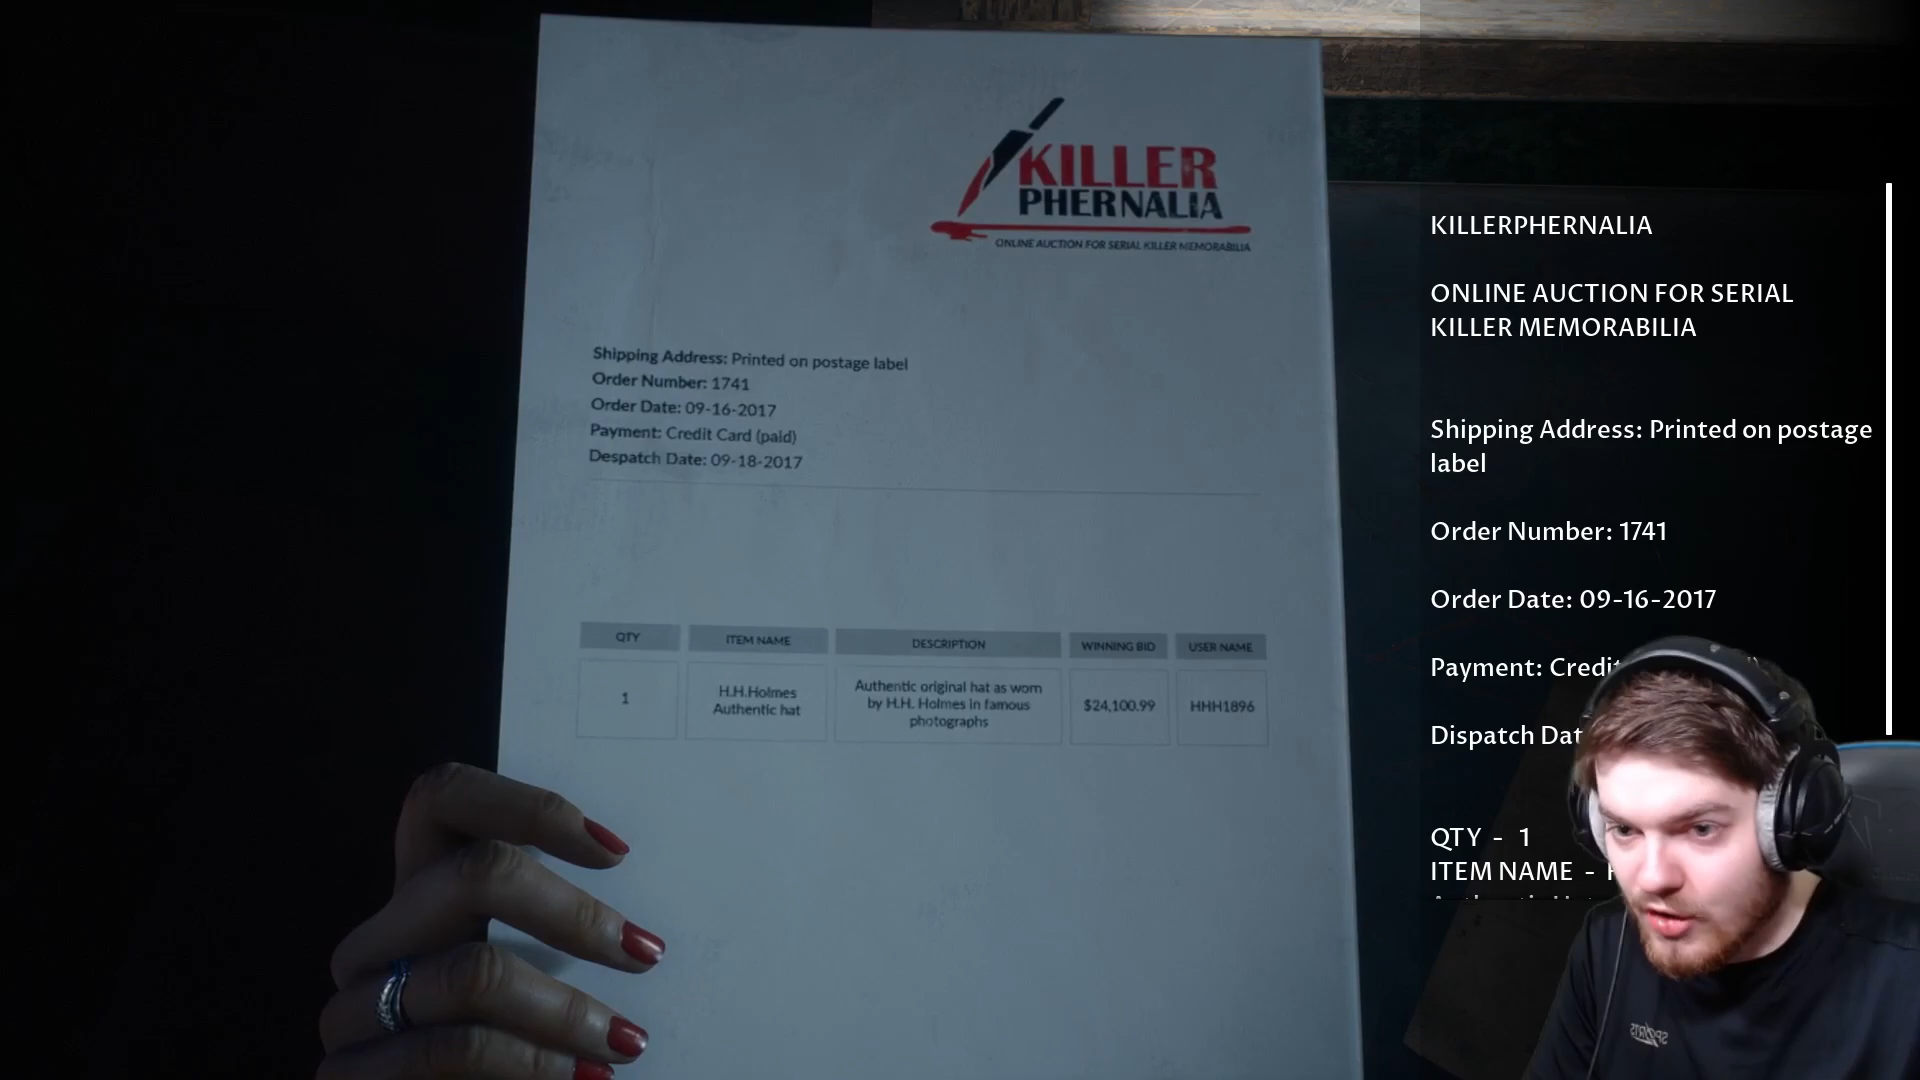 KILLER
PHERNALIA
ONLINE AUCTION FOR SERIAL KILLER MEMORABILIA
Shipping Address: Printed on postage label
Order Number: 1741
Order Date: 09-16-2017
Payment: Credit Card (paid)
Despatch Date: 09-18-2017
QTY ITEM NAME DESCRIPTION WINNING BID USER NAME
1 H.H.Holmes Authentic hat Authentic original hat as worn by H.H. Holmes in famous photographs $24,100.99 HHH1896
KILLERPHERNALIA
ONLINE AUCTION FOR SERIAL
KILLER MEMORABILIA
Shipping Address: Printed on postage
label
Order Number: 1741
Order Date: 09-16-2017
Payment: Credit
Dispatch Dat
QTY - 1
ITEM NAME -
SPORTS